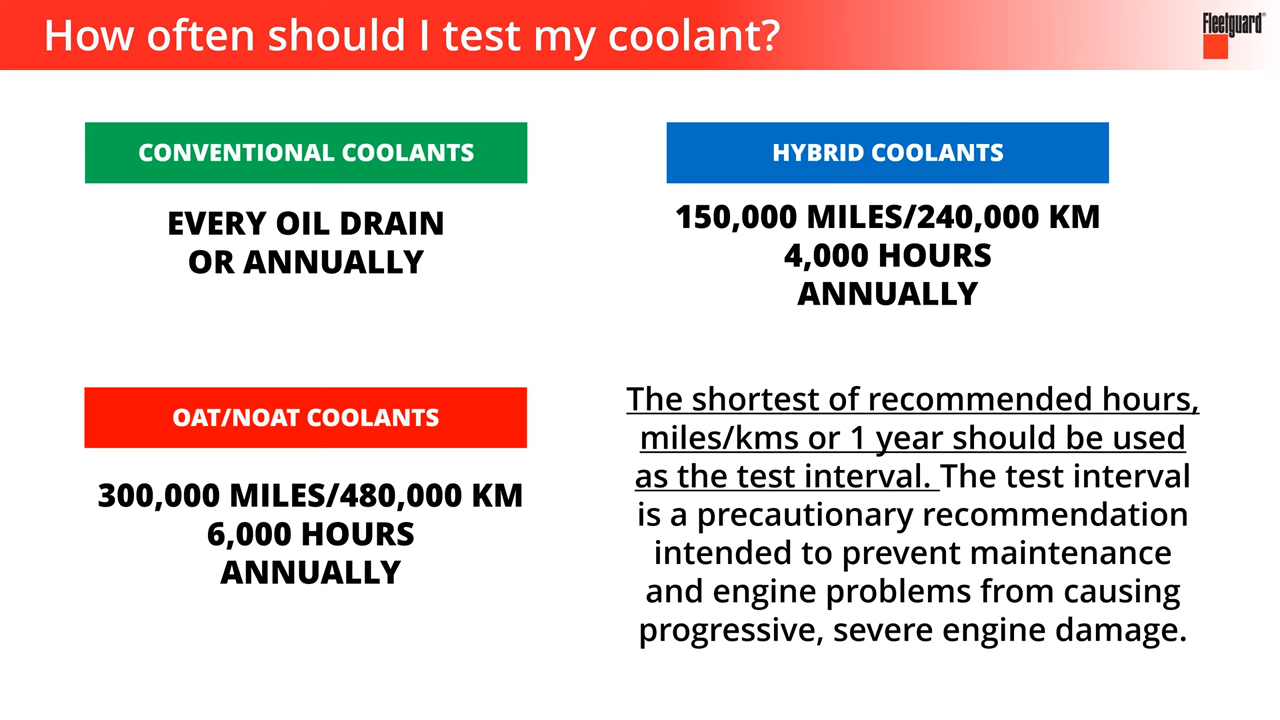 How often should I test my coolant?
Fleetguard®
CONVENTIONAL COOLANTS
EVERY OIL DRAIN
OR ANNUALLY
HYBRID COOLANTS
150,000 MILES/240,000 KM
4,000 HOURS
ANNUALLY
OAT/NOAT COOLANTS
300,000 MILES/480,000 KM
6,000 HOURS
ANNUALLY
The shortest of recommended hours,
miles/kms or 1 year should be used
as the test interval. The test interval
is a precautionary recommendation
intended to prevent maintenance
and engine problems from causing
progressive, severe engine damage.